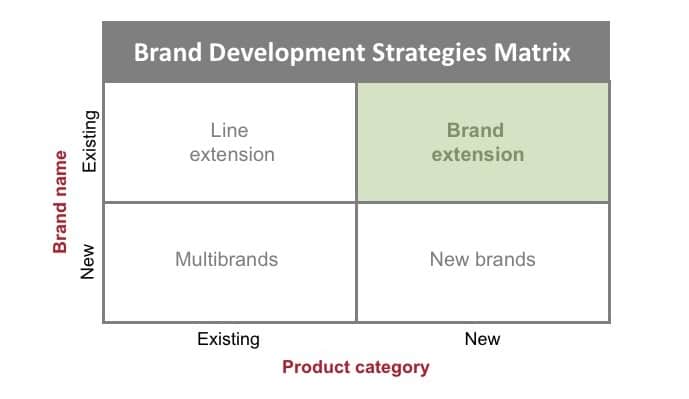 Brand Development Strategies Matrix
Brand name
Existing
Line
extension
Brand
extension
New
Multibrands
New brands
Existing
New
Product category